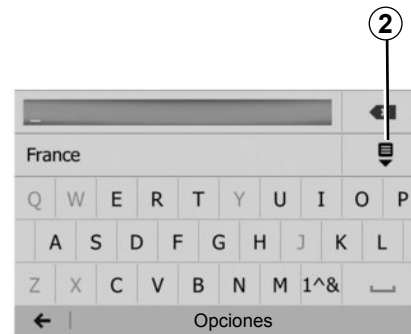 2
_
France
Q W E R T Y U I O P
A S D F G H J K L
Z X C V B N M 1^&
Opciones